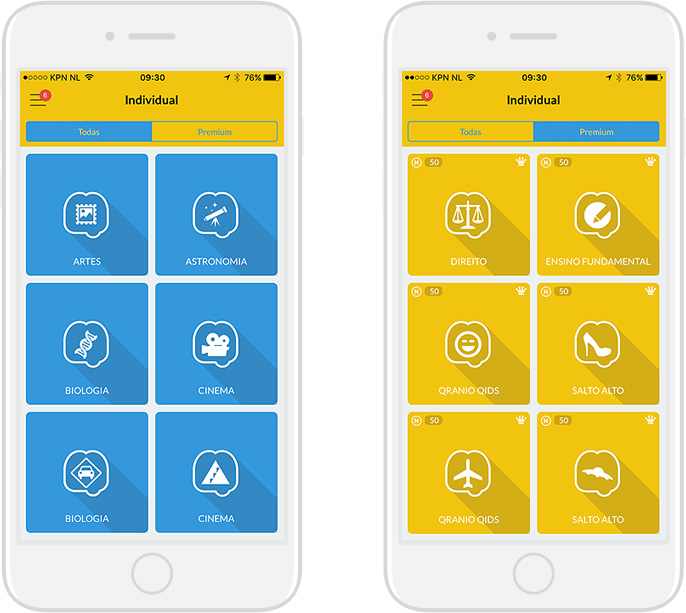 KPN NL 09:30 76%
6
Individual
Todas Premium
ARTES ASTRONOMIA
BIOLOGIA CINEMA
BIOLOGIA CINEMA
KPN NL 09:30 76%
6
Individual
Todas Premium
N 50 N 50
DIREITO ENSINO FUNDAMENTAL
N 50 N 50
QRANIO QIDS SALTO ALTO
N 50 N 50
QRANIO QIDS SALTO ALTO